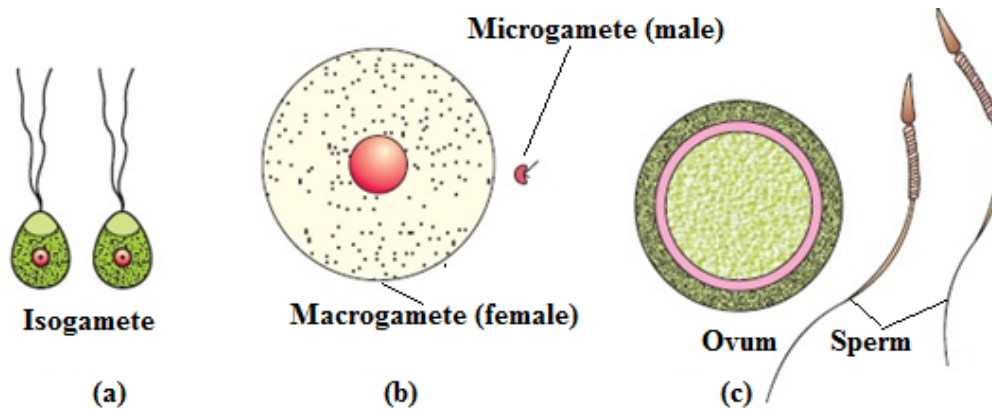 Microgamete (male)
Isogamete
Macrogamete (female)
Ovum
Sperm
(a)
(b)
(c)